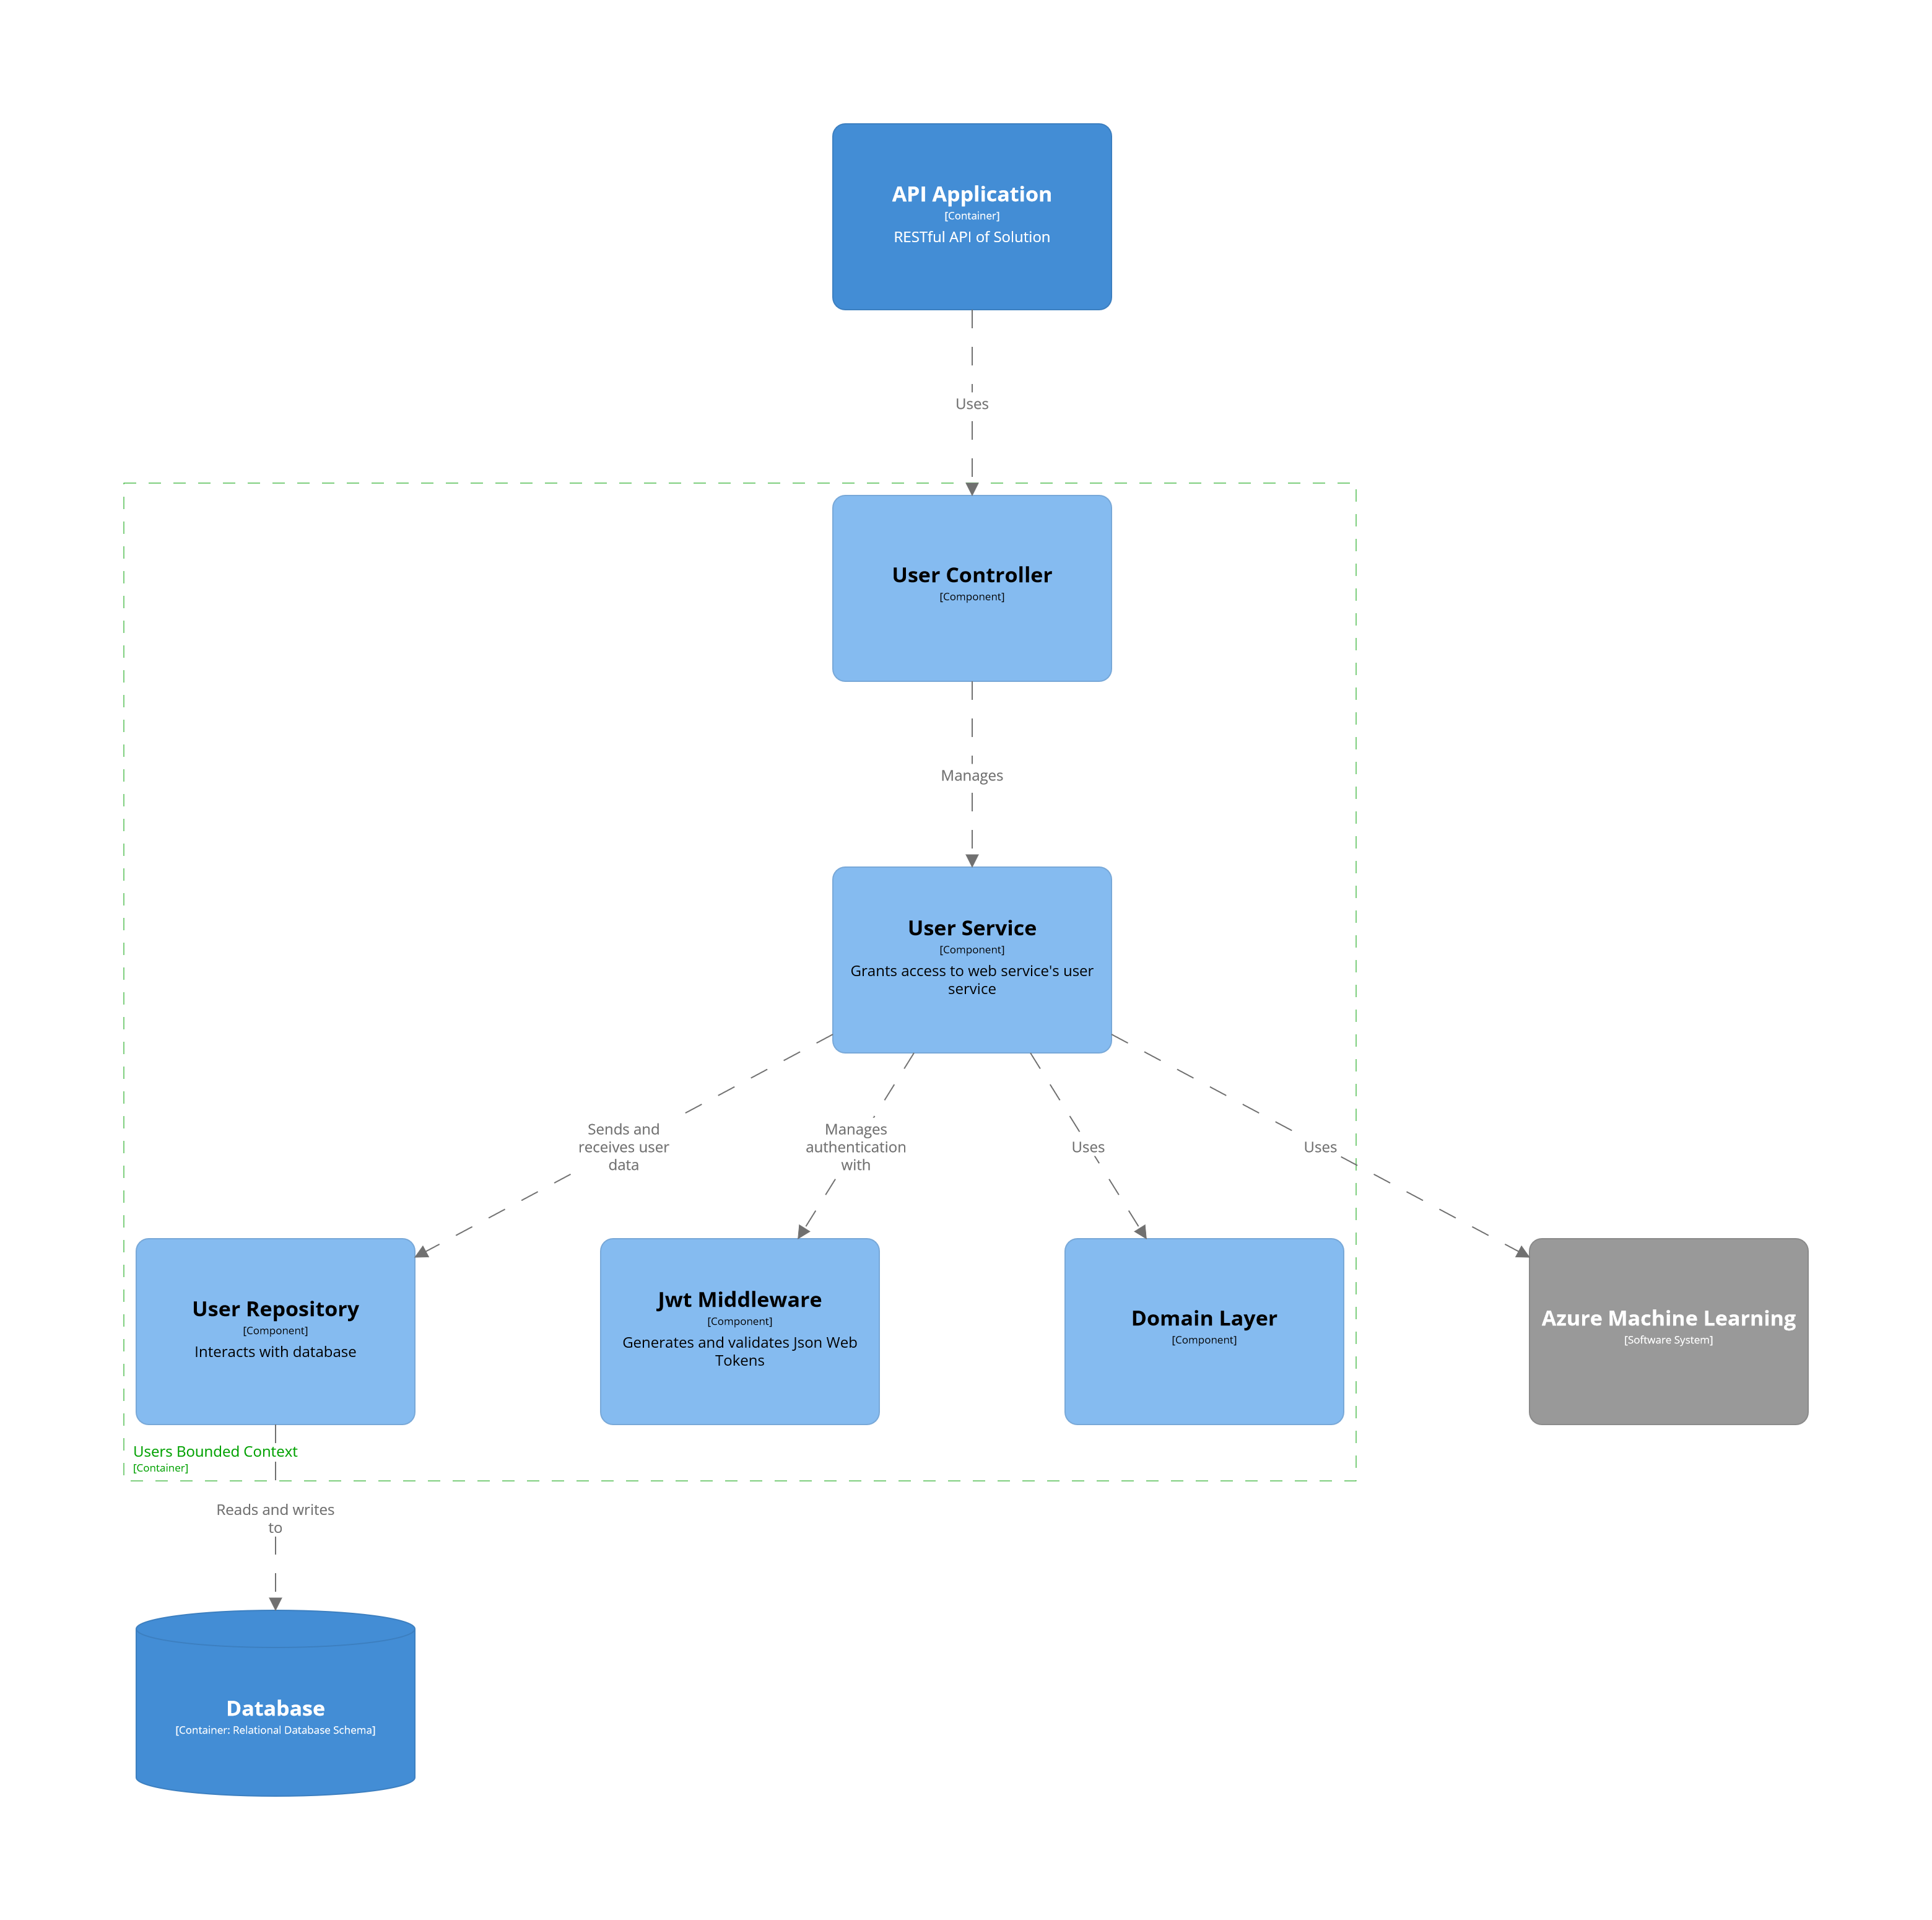 API Application
[Container]
RESTful API of Solution
Uses
User Controller
[Component]
Manages
User Service
[Component]
Grants access to web service's user
service
Sends and
receives user
data
Manages
authentication
with
Uses
Uses
User Repository
[Component]
Interacts with database
Jwt Middleware
[Component]
Generates and validates Json Web
Tokens
Domain Layer
[Component]
Azure Machine Learning
[Software System]
Users Bounded Context
[Container]
Reads and writes
to
Database
[Container: Relational Database Schema]